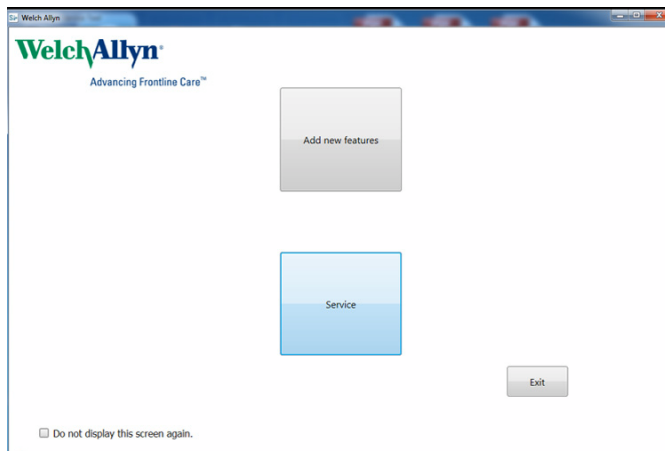 Welch Allyn
WelchAllyn®
Advancing Frontline Care™
Add new features
Service
Exit
Do not display this screen again.